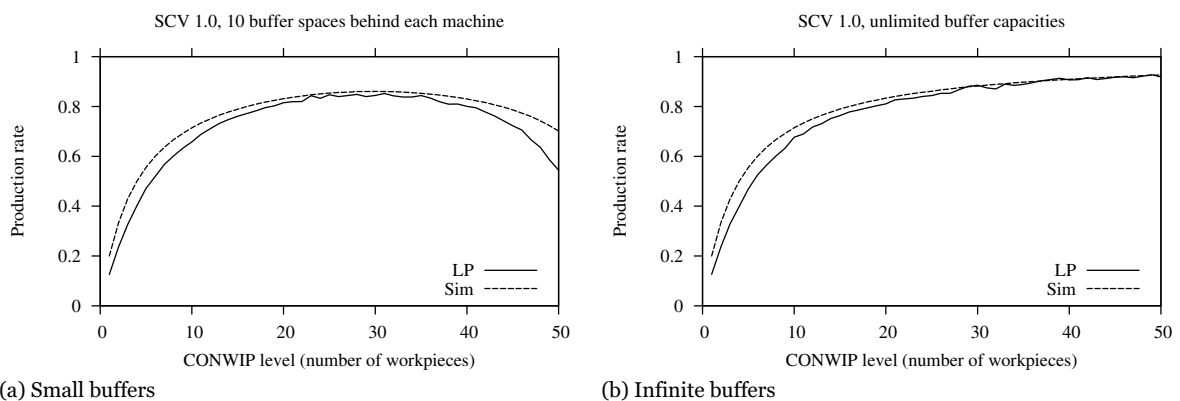 SCV 1.0, 10 buffer spaces behind each machine
1
0.8
0.6
0.4
0.2
0
Production rate
LP
Sim
0 10 20 30 40 50
CONWIP level (number of workpieces)
(a) Small buffers
SCV 1.0, unlimited buffer capacities
1
0.8
0.6
0.4
0.2
0
Production rate
LP
Sim
0 10 20 30 40 50
CONWIP level (number of workpieces)
(b) Infinite buffers